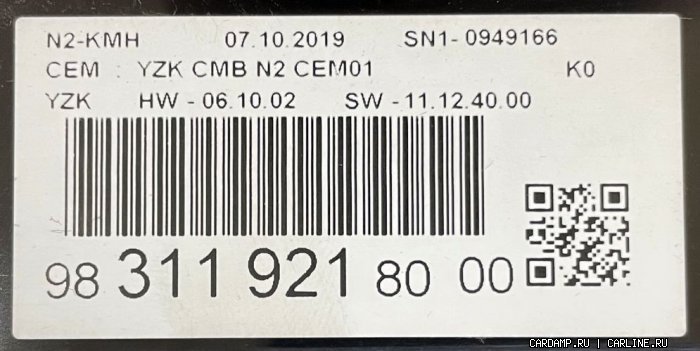 N2-KMH 07.10.2019 SN1- 0949166
CEM : YZK CMB N2 CEM01 K0
YZK HW - 06.10.02 SW - 11.12.40.00
98 311 921 80 00
CARDAMP.RU | CARLINE.RU